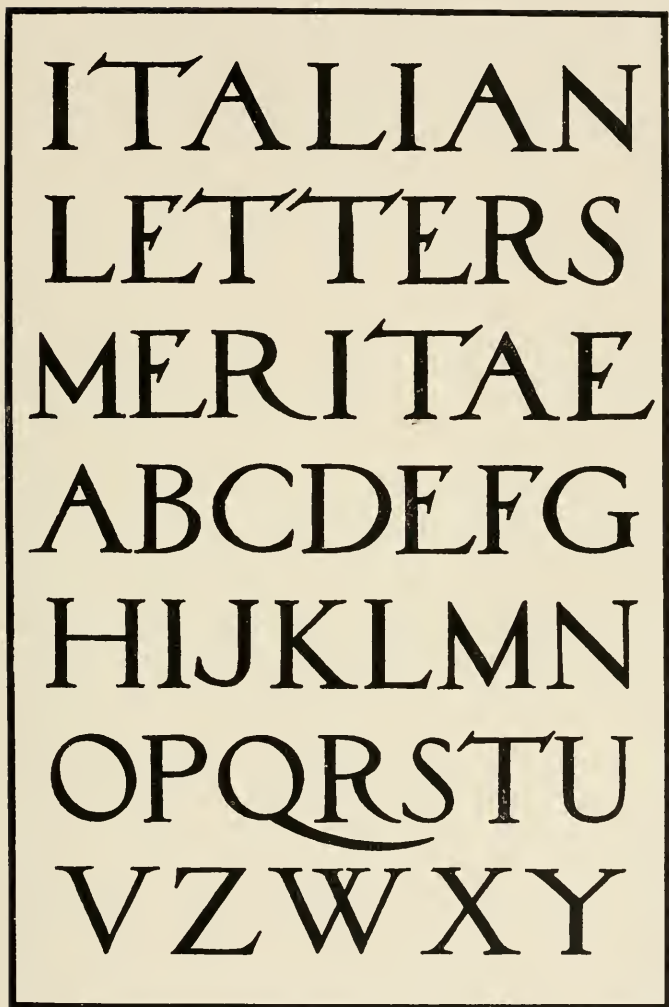 ITALIAN
LETTERS
MERITAE
ABCDEFG
HIJKLMN
OPQRSTU
VZWXY